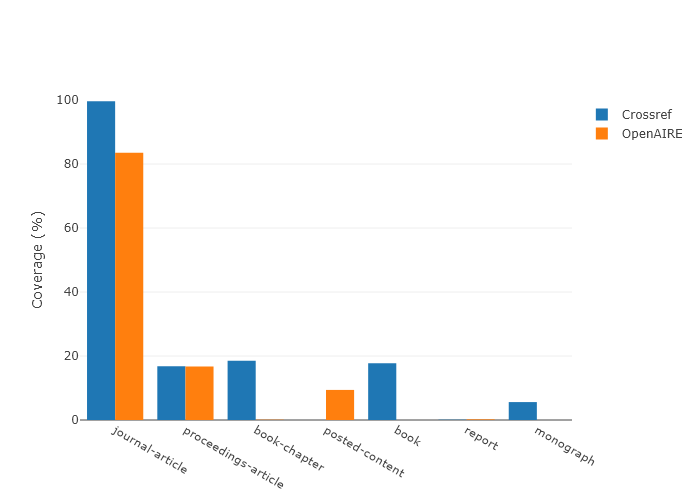 100
80
60
40
20
0
Coverage (%)
journal-article
proceedings-article
book-chapter
posted-content
book
report
monograph
Crossref
OpenAIRE